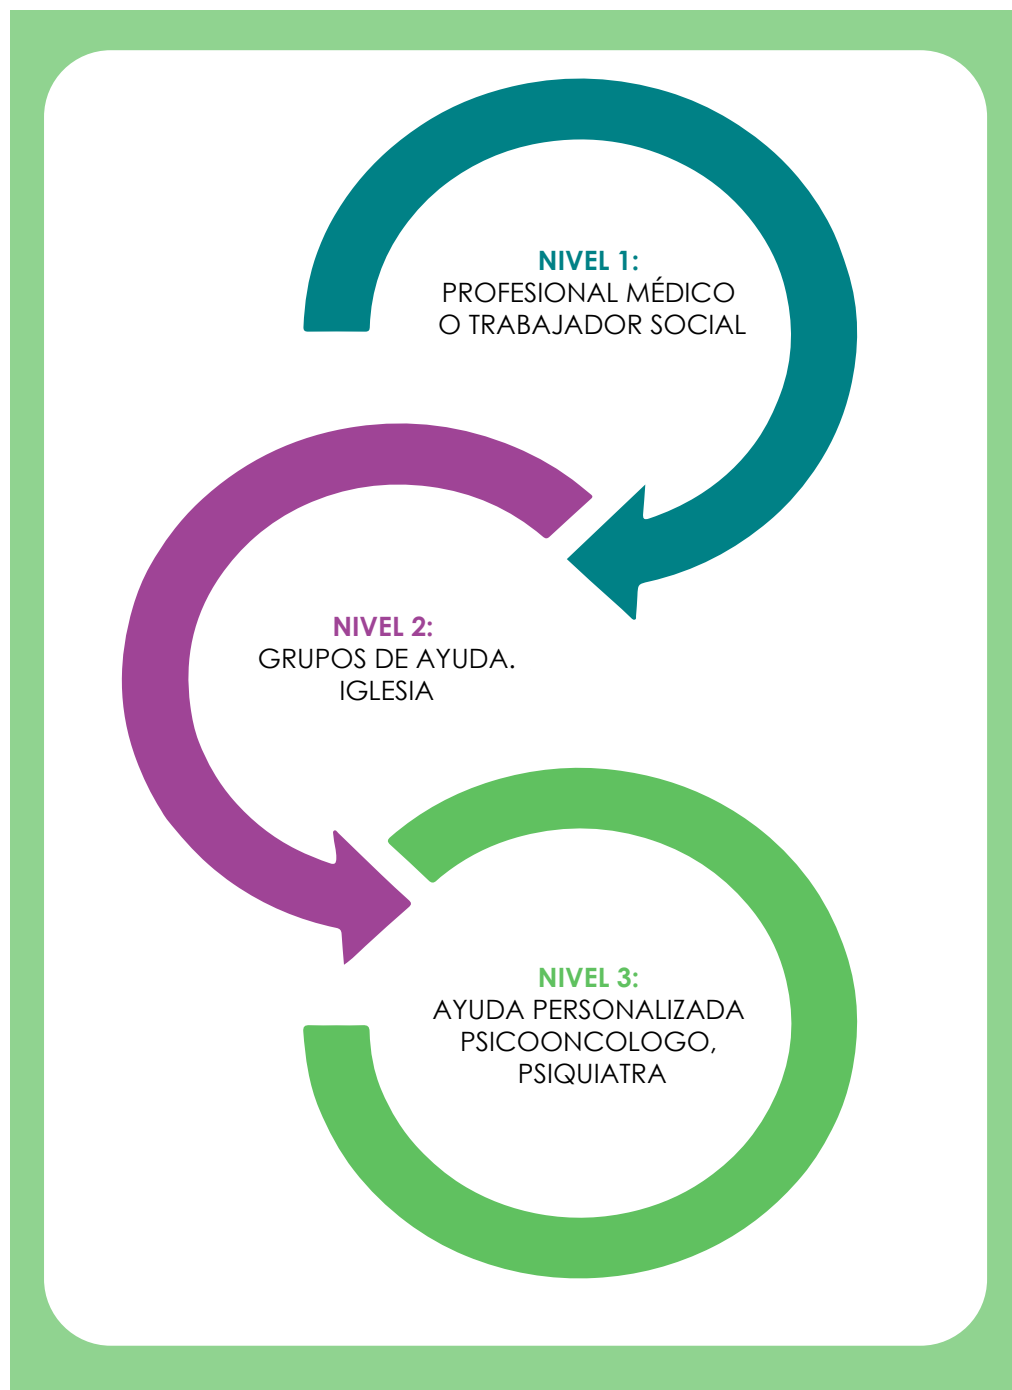 NIVEL 1:
PROFESIONAL MÉDICO
O TRABAJADOR SOCIAL
NIVEL 2:
GRUPOS DE AYUDA.
IGLESIA
NIVEL 3:
AYUDA PERSONALIZADA
PSICOONCOLOGO,
PSIQUIATRA